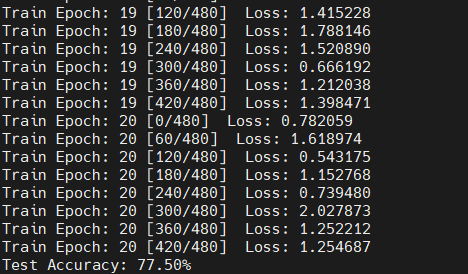 Train Epoch: 19 [120/480]  Loss: 1.415228
Train Epoch: 19 [180/480]  Loss: 1.788146
Train Epoch: 19 [240/480]  Loss: 1.520890
Train Epoch: 19 [300/480]  Loss: 0.666192
Train Epoch: 19 [360/480]  Loss: 1.212038
Train Epoch: 19 [420/480]  Loss: 1.398471
Train Epoch: 20 [0/480]  Loss: 0.782059
Train Epoch: 20 [60/480]  Loss: 1.618974
Train Epoch: 20 [120/480]  Loss: 0.543175
Train Epoch: 20 [180/480]  Loss: 1.152768
Train Epoch: 20 [240/480]  Loss: 0.739480
Train Epoch: 20 [300/480]  Loss: 2.027873
Train Epoch: 20 [360/480]  Loss: 1.252212
Train Epoch: 20 [420/480]  Loss: 1.254687
Test Accuracy: 77.50%